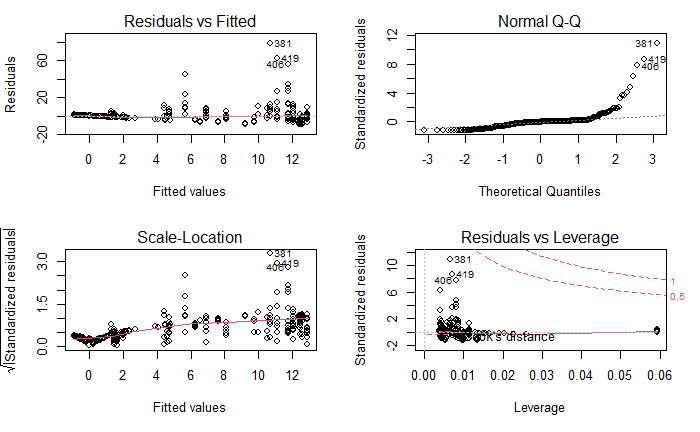 Residuals vs Fitted
Residuals
-20
20
60
381
419
406
0 2 4 6 8 10 12
Fitted values
Normal Q-Q
Standardized residuals
0
4
8
12
381
419
406
-3 -2 -1 0 1 2 3
Theoretical Quantiles
Scale-Location
√|Standardized residuals|
0.0
1.5
3.0
381
419
406
0 2 4 6 8 10 12
Fitted values
Residuals vs Leverage
Standardized residuals
-2
2
6
12
381
419
406
1
0.5
ok's distance
0.00 0.01 0.02 0.03 0.04 0.05 0.06
Leverage